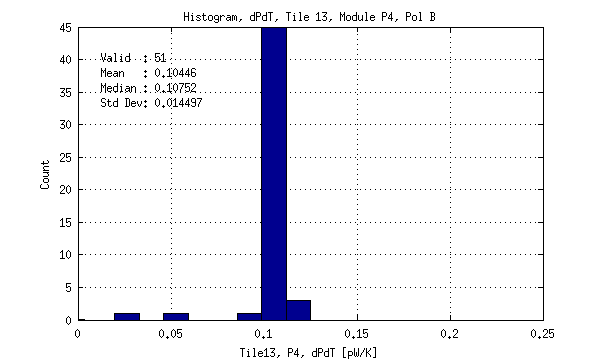 Histogram, dPdT, Tile 13, Module P4, Pol B
45
40
35
30
25
20
15
10
5
0
Count
Valid : 51
Mean : 0.10446
Median : 0.10752
Std Dev: 0.014497
0 0.05 0.1 0.15 0.2 0.25
Tile13, P4, dPdT [pW/K]